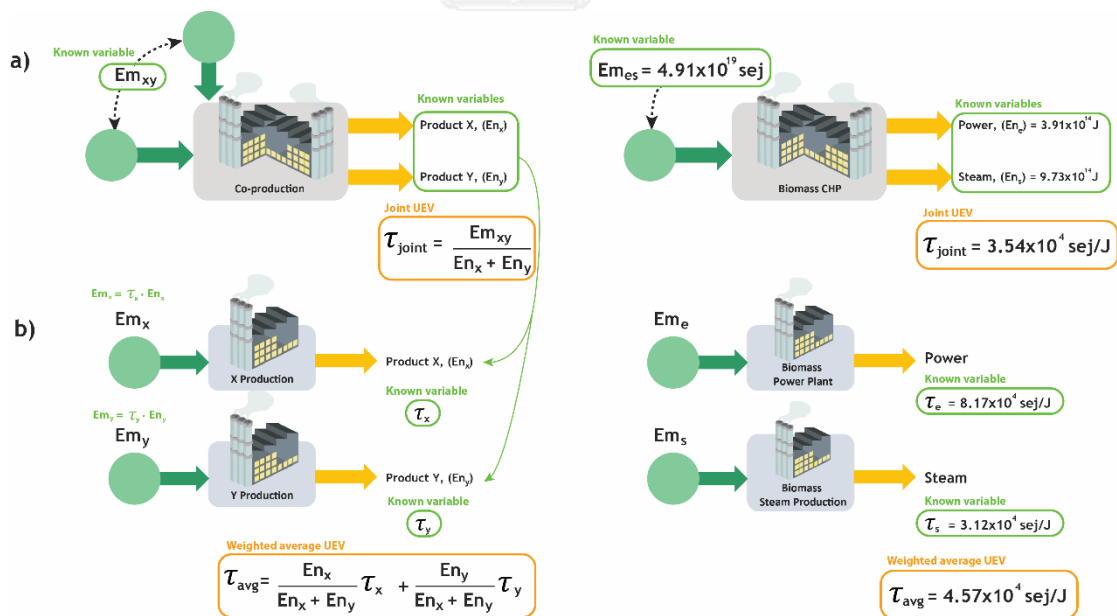 a)
Known variable
Em_xy
Co-production
Known variables
Product X, (En_x)
Product Y, (En_y)
Joint UEV
τ_joint = Em_xy / (En_x + En_y)
Known variable
Em_es = 4.91x10^19 sej
Biomass CHP
Known variables
Power, (En_e) = 3.91x10^14 J
Steam, (En_s) = 9.73x10^14 J
Joint UEV
τ_joint = 3.54x10^4 sej/J
b)
Em_x = τ_x · En_x
Em_x
X Production
Product X, (En_x)
Known variable
τ_x
Em_y = τ_y · En_y
Em_y
Y Production
Product Y, (En_y)
Known variable
τ_y
Weighted average UEV
τ_avg = En_x / (En_x + En_y) τ_x + En_y / (En_x + En_y) τ_y
Em_e
Biomass
Power Plant
Power
Known variable
τ_e = 8.17x10^4 sej/J
Em_s
Biomass
Steam Production
Steam
Known variable
τ_s = 3.12x10^4 sej/J
Weighted average UEV
τ_avg = 4.57x10^4 sej/J